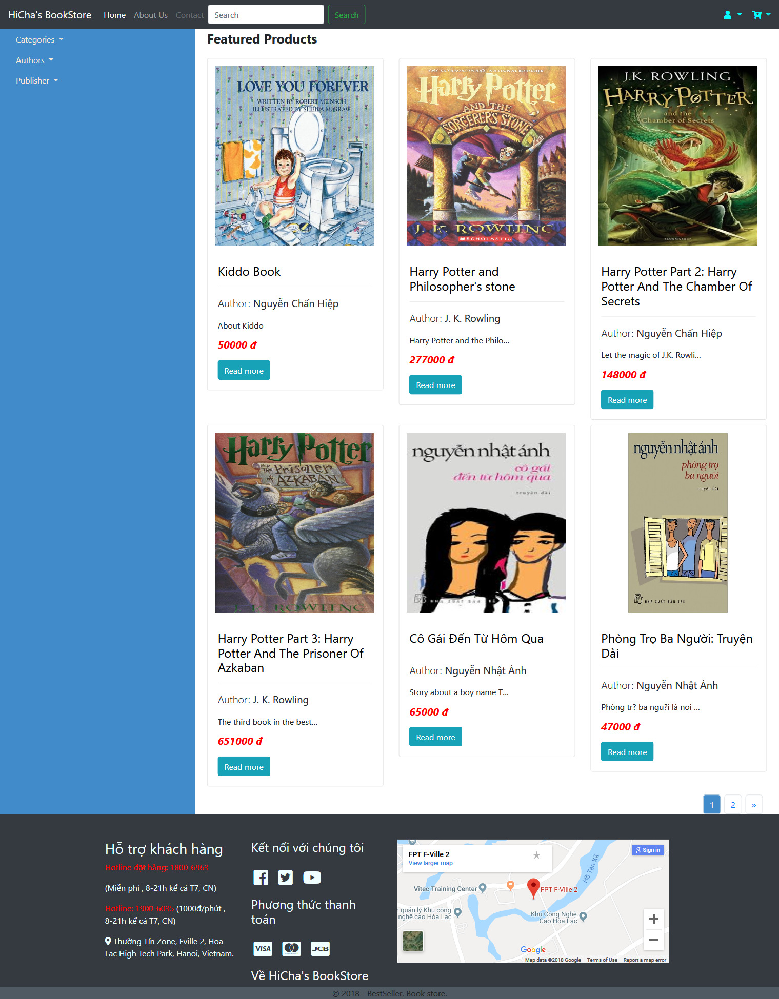 HiCha's BookStore Home About Us Contact Search Search
Categories
Authors
Publisher
Featured Products
LOVE YOU FOREVER
WRITTEN BY ROBERT MUNSCH
ILLUSTRATED BY SHEILA McGRAW
Kiddo Book
Author: Nguyễn Chấn Hiệp
About Kiddo
50000 đ
Read more
THE EXTRAORDINARY, NATIONAL BESTSELLER
Harry Potter
AND THE
SORCERER'S STONE
J. K. ROWLING
SCHOLASTIC
Harry Potter and
Philosopher's stone
Author: J. K. Rowling
Harry Potter and the Philo...
277000 đ
Read more
J.K. ROWLING
HARRY POTTER
and the
Chamber of Secrets
BLOOMSBURY
Harry Potter Part 2: Harry
Potter And The Chamber Of
Secrets
Author: Nguyễn Chấn Hiệp
Let the magic of J.K. Rowli...
148000 đ
Read more
Harry Potter
AND THE Prisoner
of AZKABAN
J. K. ROWLING
Harry Potter Part 3: Harry
Potter And The Prisoner Of
Azkaban
Author: J. K. Rowling
The third book in the best...
651000 đ
Read more
nguyễn nhật ánh
cô gái
đến từ hôm qua
truyện dài
NHÀ XUẤT BẢN TRẺ
Cô Gái Đến Từ Hôm Qua
Author: Nguyễn Nhật Ánh
Story about a boy name T...
65000 đ
Read more
nguyễn nhật ánh
phòng trọ
ba người
truyện dài
NHÀ XUẤT BẢN TRẺ
Phòng Trọ Ba Người: Truyện
Dài
Author: Nguyễn Nhật Ánh
Phòng tr? ba ngu?i là noi ...
47000 đ
Read more
1 2 »
Hỗ trợ khách hàng
Hotline đặt hàng: 1800-6963
(Miễn phí , 8-21h kể cả T7, CN)
Hotline: 1900-6035 (1000đ/phút ,
8-21h kể cả T7, CN)
Thường Tín Zone, Fville 2, Hoa
Lac High Tech Park, Hanoi, Vietnam.
Kết nối với chúng tôi
Phương thức thanh
toán
VISA JCB
Về HiCha's BookStore
FPT F-Ville 2
View larger map
Sign in
Hồ Tân Xã
Vitec Training Center
FPT F-Ville 2
n quản lý Khu công
nghệ cao Hòa Lạc
Khu Công Nghệ
Cao Hòa Lạc
Google
Map data ©2018 Google Terms of Use Report a map error
© 2018 - BestSeller, Book store.